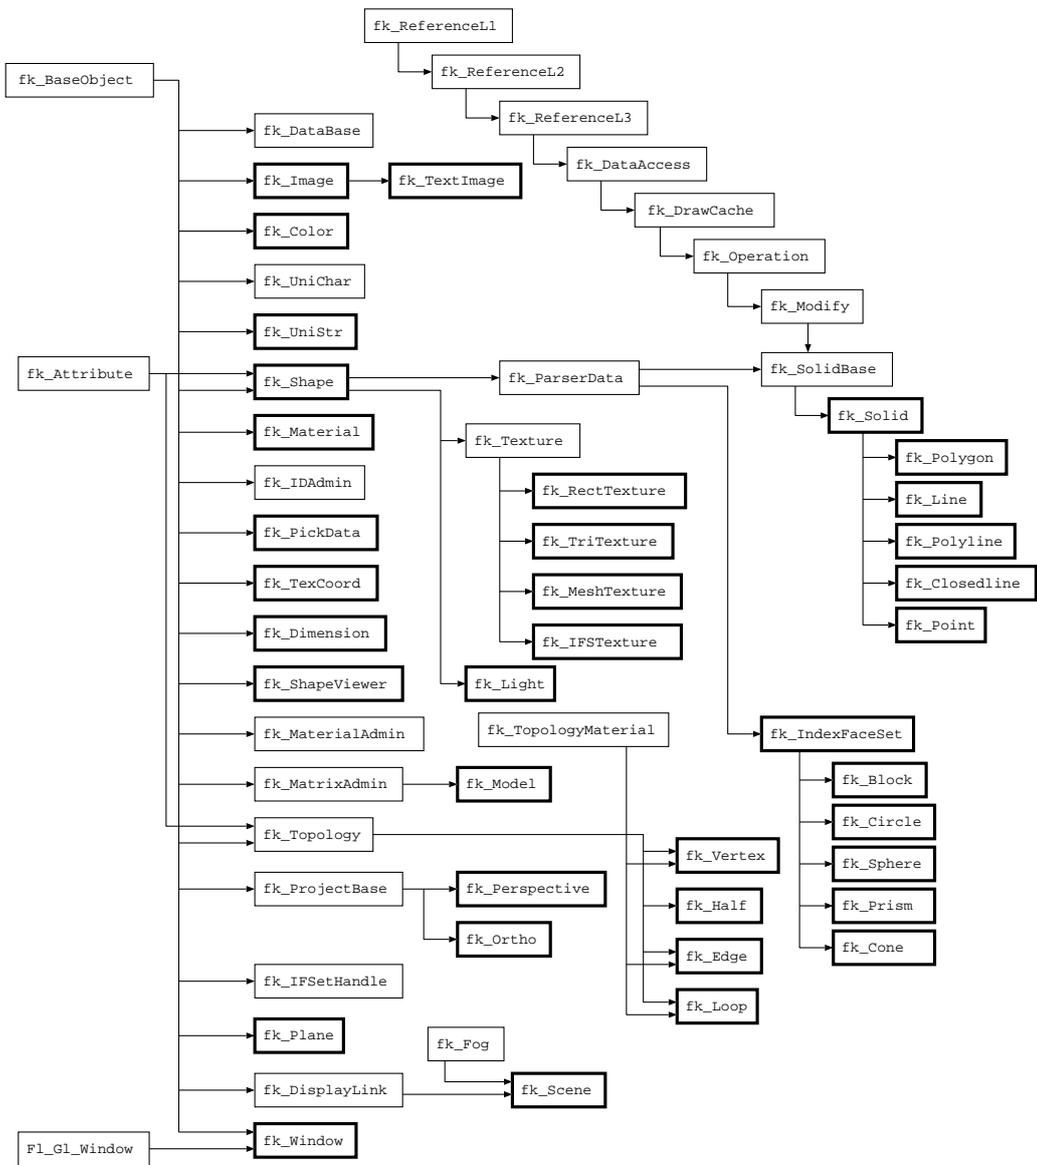 fk_ReferenceL1
fk_BaseObject
fk_ReferenceL2
fk_ReferenceL3
fk_DataBase
fk_DataAccess
fk_Image
fk_TextImage
fk_DrawCache
fk_Color
fk_Operation
fk_UniChar
fk_Modify
fk_UniStr
fk_Attribute
fk_Shape
fk_ParserData
fk_SolidBase
fk_Solid
fk_Material
fk_Texture
fk_Polygon
fk_IDAdmin
fk_RectTexture
fk_Line
fk_PickData
fk_TriTexture
fk_Polyline
fk_TexCoord
fk_MeshTexture
fk_Closedline
fk_Dimension
fk_IFSTexture
fk_Point
fk_ShapeViewer
fk_Light
fk_MaterialAdmin
fk_TopologyMaterial
fk_IndexFaceSet
fk_MatrixAdmin
fk_Model
fk_Block
fk_Topology
fk_Circle
fk_Vertex
fk_Sphere
fk_ProjectBase
fk_Perspective
fk_Half
fk_Prism
fk_Ortho
fk_Edge
fk_Cone
fk_IFSetHandle
fk_Loop
fk_Plane
fk_Fog
fk_DisplayLink
fk_Scene
Fl_Gl_Window
fk_Window